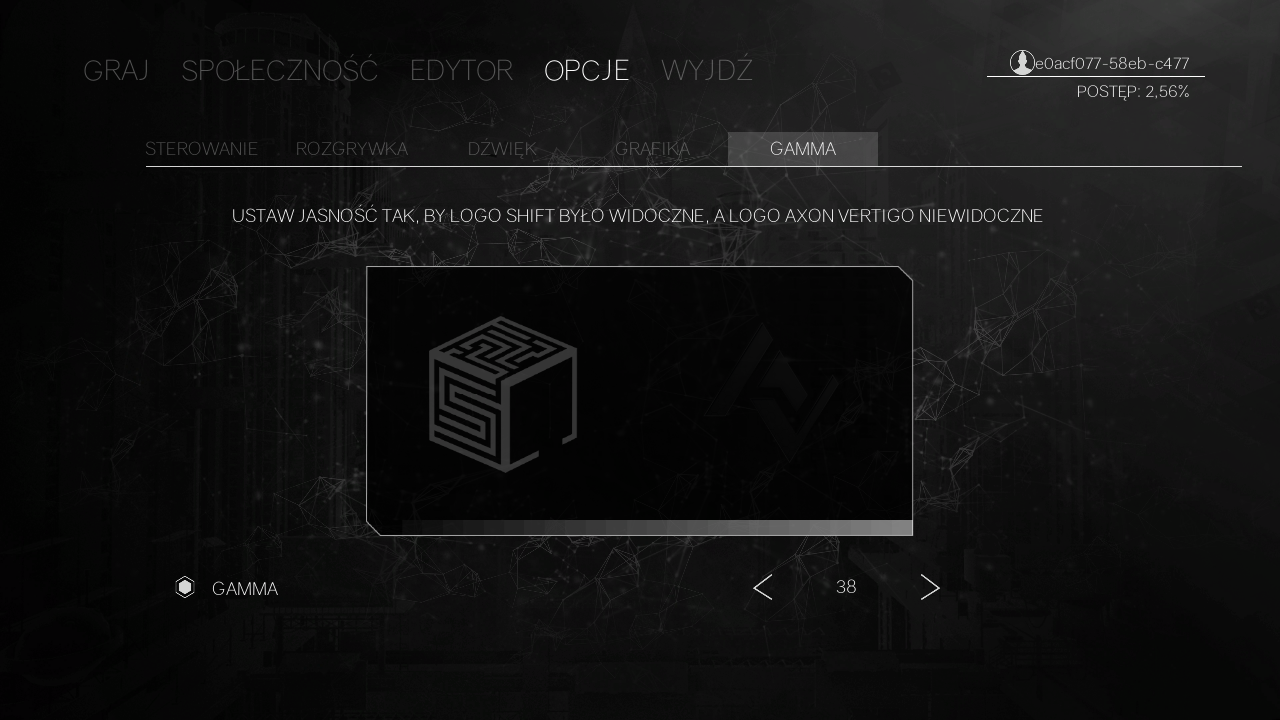 GRAJ SPOŁECZNOŚĆ EDYTOR OPCJE WYJDŹ
e0acf077-58eb-c477
POSTĘP: 2,56%
STEROWANIE ROZGRYWKA DŹWIĘK GRAFIKA GAMMA
USTAW JASNOŚĆ TAK, BY LOGO SHIFT BYŁO WIDOCZNE, A LOGO AXON VERTIGO NIEWIDOCZNE
GAMMA 38